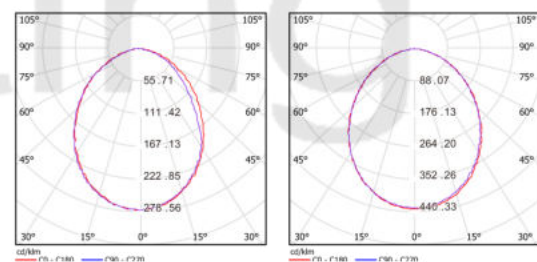 105° 105° 105° 105°
90° 90° 90° 90°
75° 75° 75° 75°
55.71 88.07
60° 111.42 60° 60° 176.13 60°
167.13 264.20
45° 45° 45° 45°
222.85 352.26
278.56 440.33
30° 15° 0° 15° 30° 30° 15° 0° 15° 30°
cd/klm cd/klm
C0 - C180 C90 - C270 C0 - C180 C90 - C270